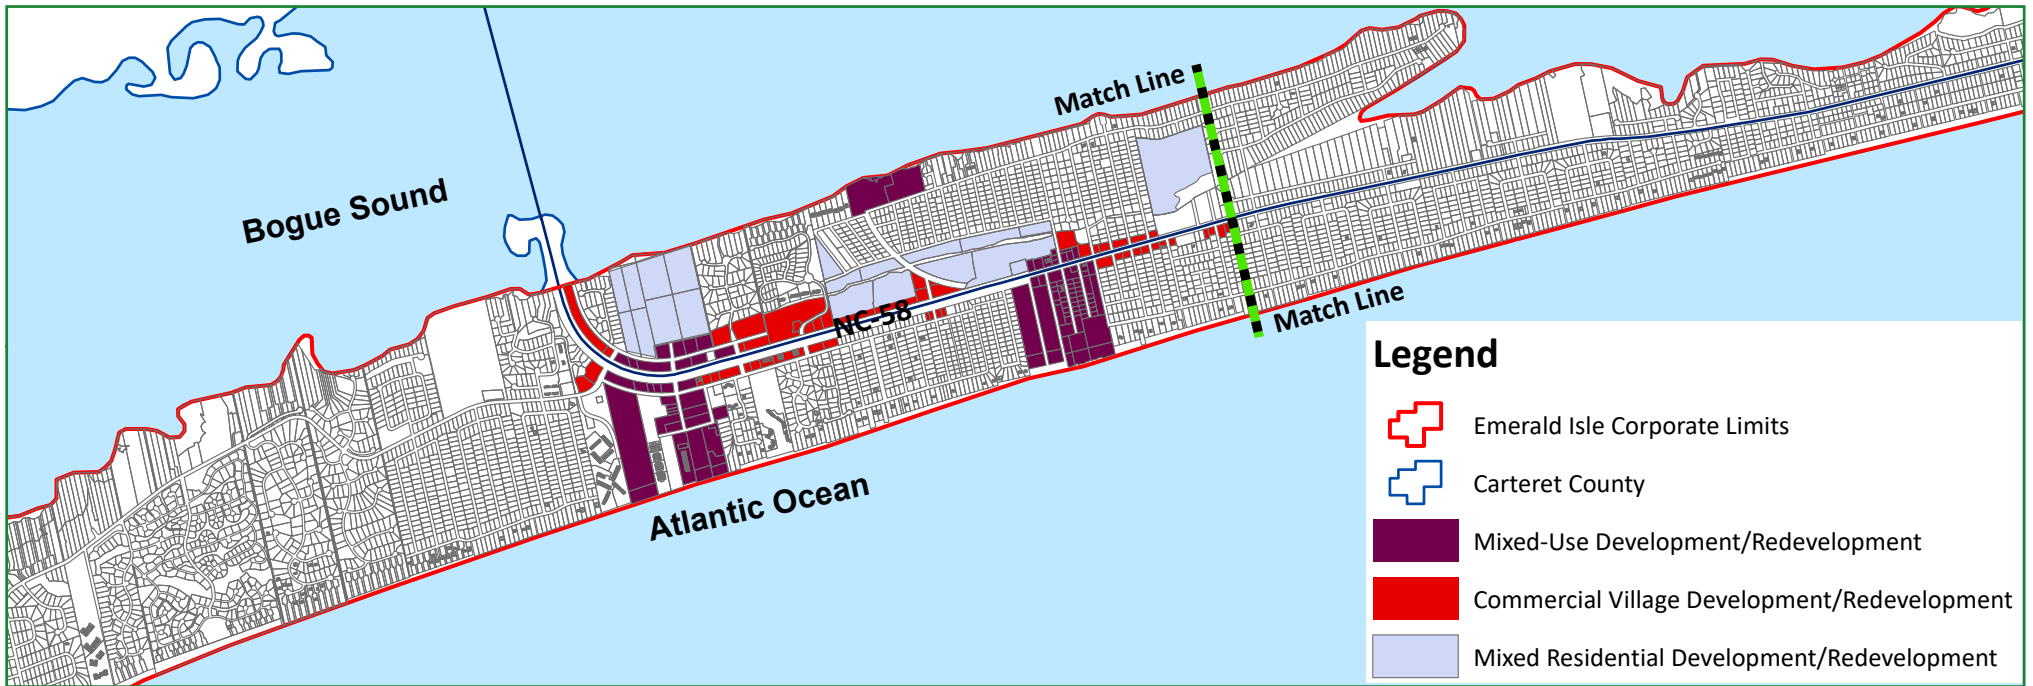 Match Line
Bogue Sound
NC-58
Match Line
Atlantic Ocean
Legend
Emerald Isle Corporate Limits
Carteret County
Mixed-Use Development/Redevelopment
Commercial Village Development/Redevelopment
Mixed Residential Development/Redevelopment